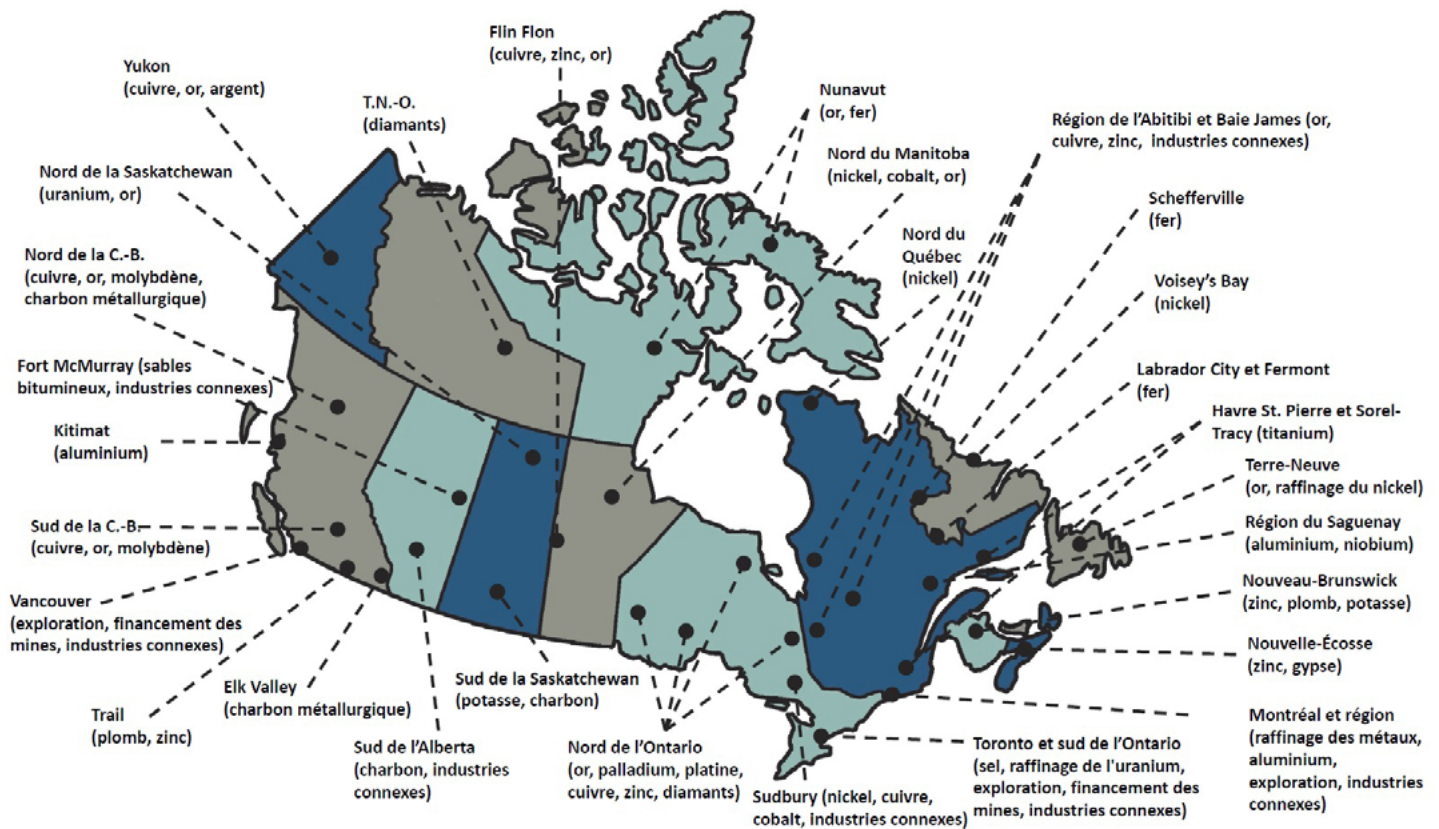 Flin Flon
(cuivre, zinc, or)
Yukon
(cuivre, or, argent)
T.N.-O.
(diamants)
Nunavut
(or, fer)
Région de l'Abitibi et Baie James (or,
cuivre, zinc, industries connexes)
Nord de la Saskatchewan
(uranium, or)
Nord du Manitoba
(nickel, cobalt, or)
Schefferville
(fer)
Nord du
Québec
(nickel)
Nord de la C.-B.
(cuivre, or, molybdène,
charbon métallurgique)
Voisey's Bay
(nickel)
Fort McMurray (sables
bitumineux, industries connexes)
Labrador City et Fermont
(fer)
Havre St. Pierre et Sorel-
Tracy (titanium)
Kitimat
(aluminium)
Terre-Neuve
(or, raffinage du nickel)
Sud de la C.-B.
(cuivre, or, molybdène)
Région du Saguenay
(aluminium, niobium)
Nouveau-Brunswick
(zinc, plomb, potasse)
Vancouver
(exploration, financement des
mines, industries connexes)
Nouvelle-Écosse
(zinc, gypse)
Elk Valley
(charbon métallurgique)
Sud de la Saskatchewan
(potasse, charbon)
Trail
(plomb, zinc)
Montréal et région
(raffinage des métaux,
aluminium,
exploration, industries
connexes)
Sud de l'Alberta
(charbon, industries
connexes)
Nord de l'Ontario
(or, palladium, platine,
cuivre, zinc, diamants)
Toronto et sud de l'Ontario
(sel, raffinage de l'uranium,
exploration, financement des
mines, industries connexes)
Sudbury (nickel, cuivre,
cobalt, industries connexes)